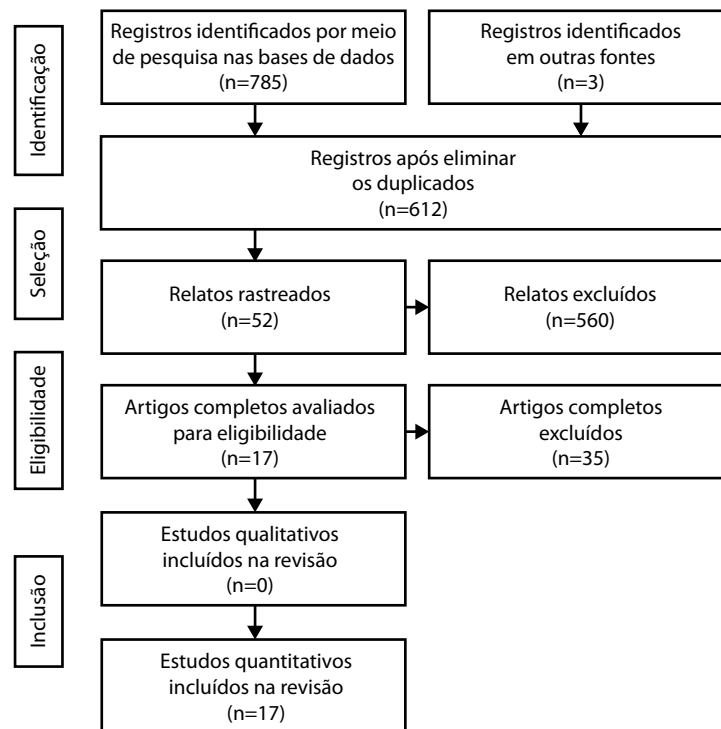 Identificação
Registros identificados por meio
de pesquisa nas bases de dados
(n=785)
Registros identificados
em outras fontes
(n=3)
Registros após eliminar
os duplicados
(n=612)
Seleção
Relatos rastreados
(n=52)
Relatos excluídos
(n=560)
Eligibilidade
Artigos completos avaliados
para eligibilidade
(n=17)
Artigos completos
excluídos
(n=35)
Inclusão
Estudos qualitativos
incluídos na revisão
(n=0)
Estudos quantitativos
incluídos na revisão
(n=17)